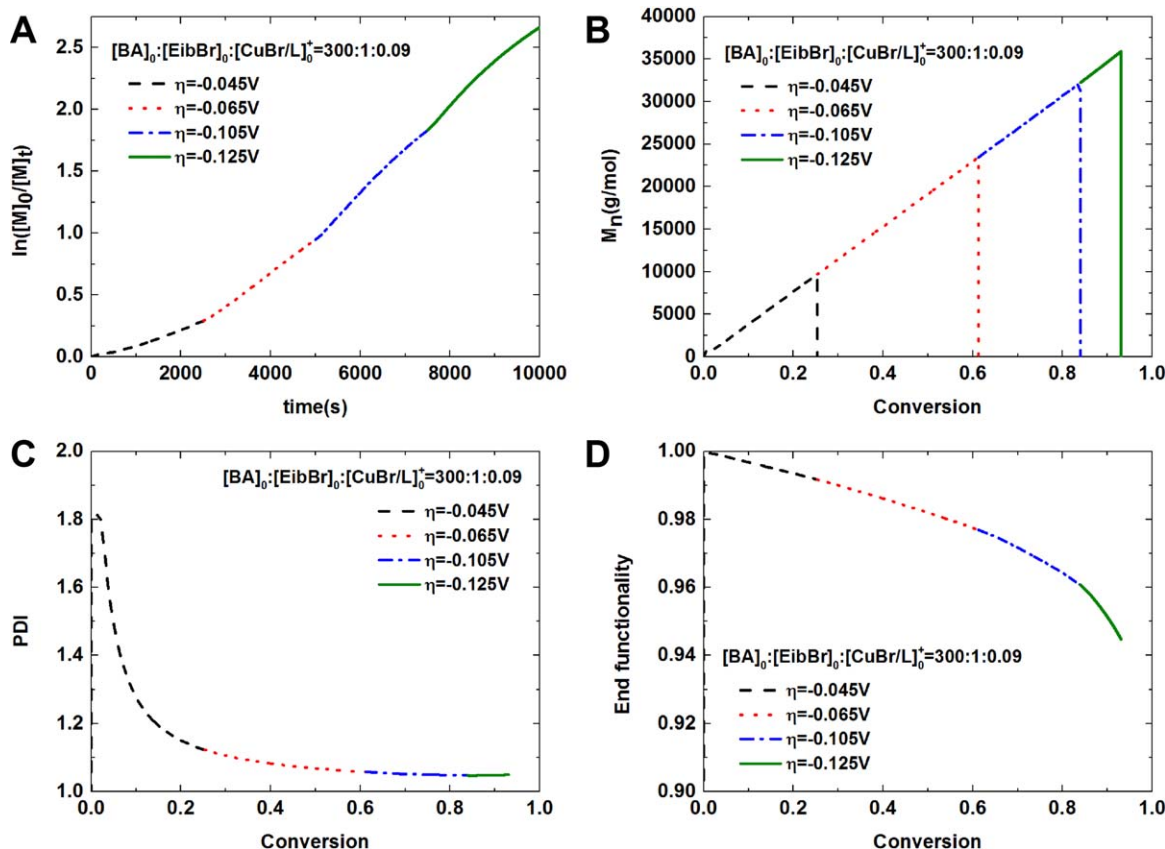 A
[BA]₀:[EibBr]₀:[CuBr/L]₀⁺=300:1:0.09
η=-0.045V
η=-0.065V
η=-0.105V
η=-0.125V
ln([M]₀/[M]t)
2.5
2.0
1.5
1.0
0.5
0.0
0 2000 4000 6000 8000 10000
time(s)
B
[BA]₀:[EibBr]₀:[CuBr/L]₀⁺=300:1:0.09
η=-0.045V
η=-0.065V
η=-0.105V
η=-0.125V
Mn(g/mol)
40000
35000
30000
25000
20000
15000
10000
5000
0
0.0 0.2 0.4 0.6 0.8 1.0
Conversion
C
[BA]₀:[EibBr]₀:[CuBr/L]₀⁺=300:1:0.09
η=-0.045V
η=-0.065V
η=-0.105V
η=-0.125V
PDI
2.0
1.8
1.6
1.4
1.2
1.0
0.0 0.2 0.4 0.6 0.8 1.0
Conversion
D
End functionality
1.00
0.98
0.96
0.94
0.92
0.90
[BA]₀:[EibBr]₀:[CuBr/L]₀⁺=300:1:0.09
η=-0.045V
η=-0.065V
η=-0.105V
η=-0.125V
0.0 0.2 0.4 0.6 0.8 1.0
Conversion